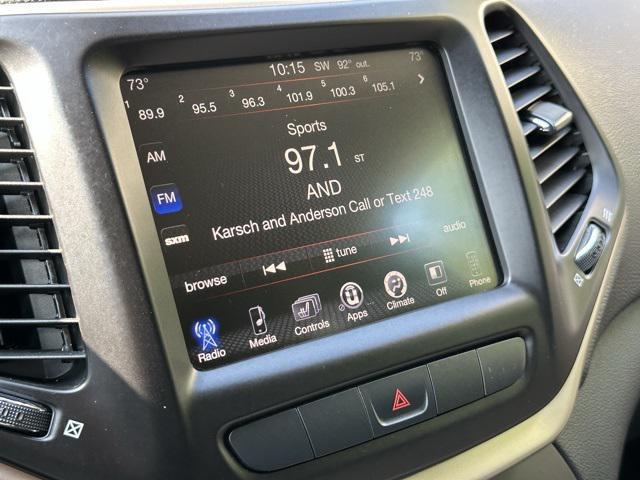 73° 10:15 SW 92° out. 73°
1 89.9 2 95.5 3 96.3 4 101.9 5 100.3 6 105.1
Sports
AM
97.1 ST
FM
AND
Karsch and Anderson Call or Text 248
sxm
browse tune audio
Radio Media Controls Apps Climate Off Phone